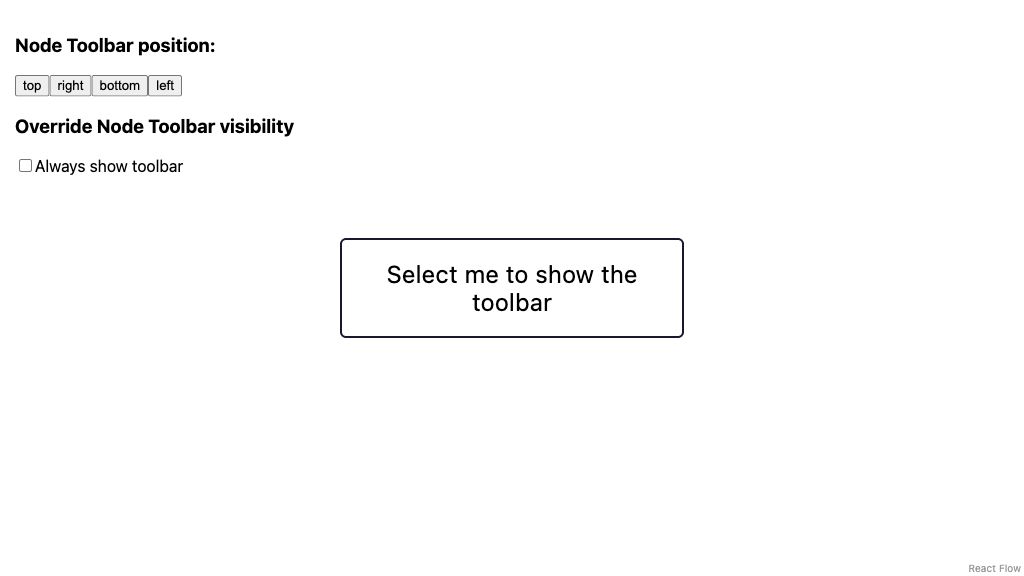 Node Toolbar position:
top right bottom left
Override Node Toolbar visibility
Always show toolbar
Select me to show the
toolbar
React Flow